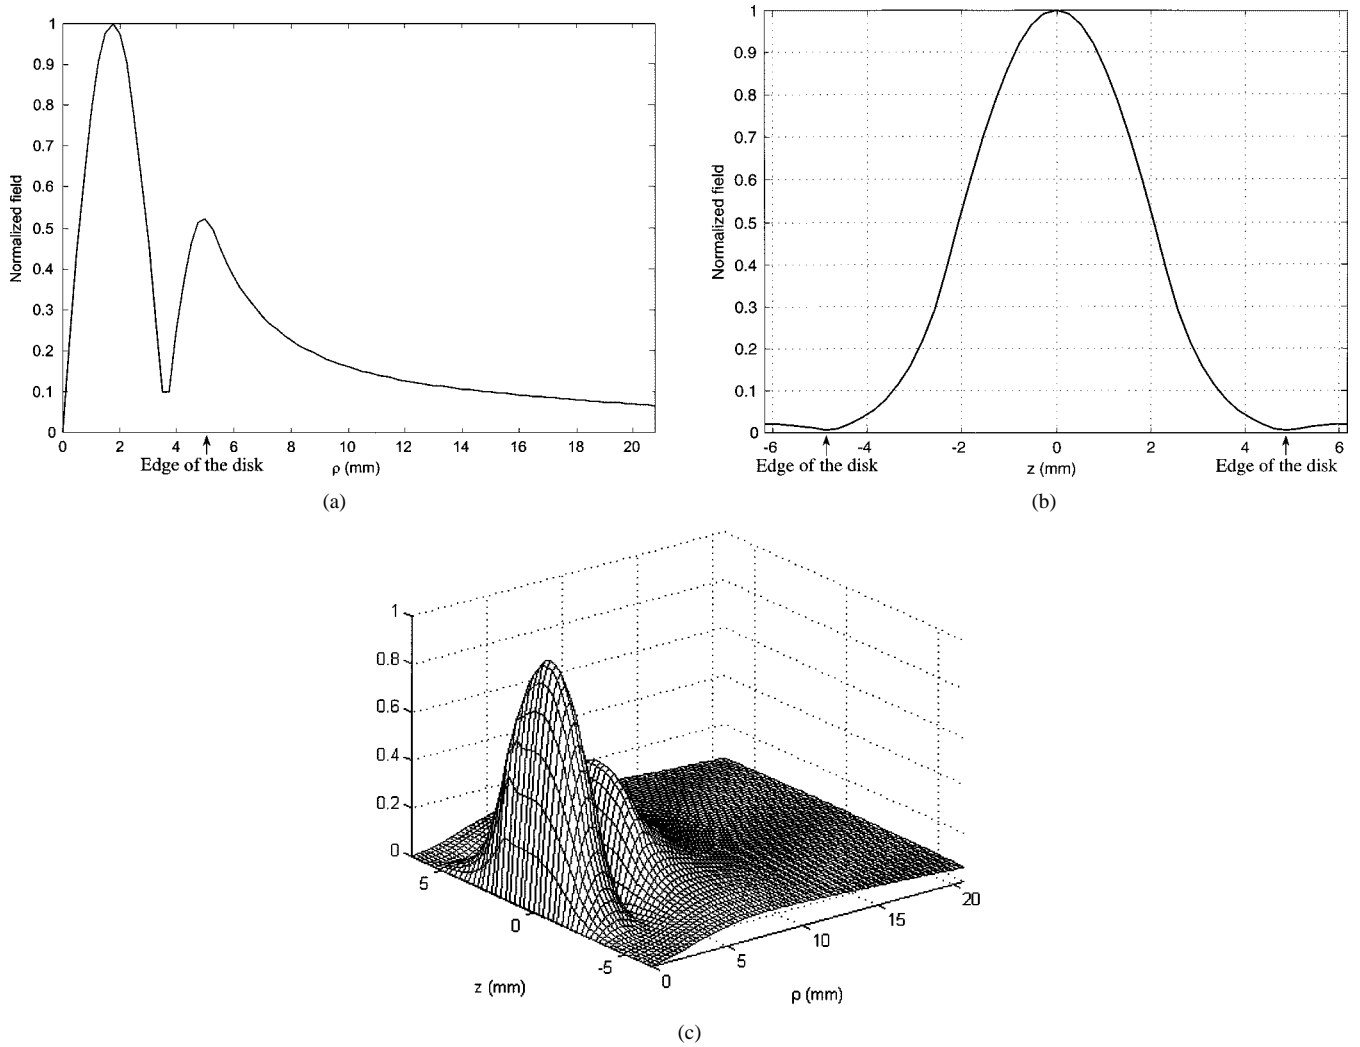 1
0.9
0.8
0.7
0.6
0.5
0.4
0.3
0.2
0.1
0
Normalized field
0 2 4 6 8 10 12 14 16 18 20
Edge of the disk
ρ (mm)
(a)
1
0.9
0.8
0.7
0.6
0.5
0.4
0.3
0.2
0.1
0
Normalized field
-6 -4 -2 0 2 4 6
Edge of the disk
z (mm)
Edge of the disk
(b)
1
0.8
0.6
0.4
0.2
0
5
0
-5
z (mm)
0
5
10
15
20
ρ (mm)
(c)